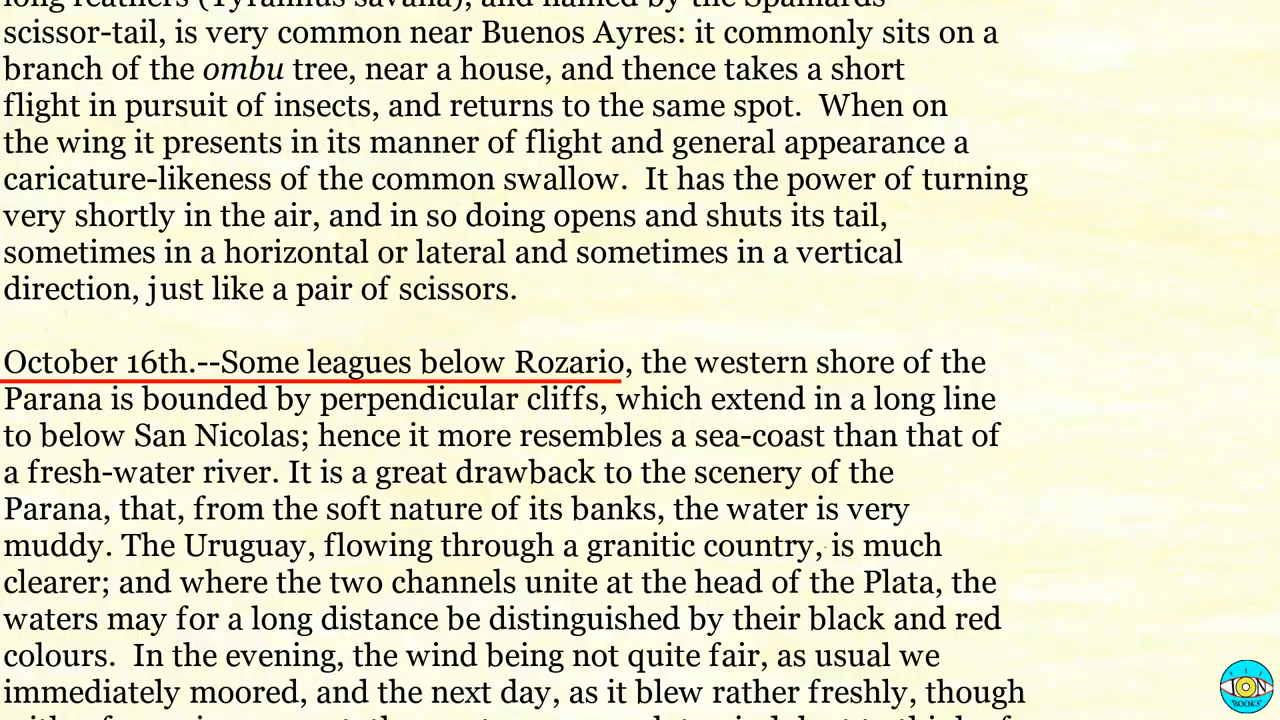 long feathers (Tyrannus savana), and named by the Spaniards
scissor-tail, is very common near Buenos Ayres: it commonly sits on a
branch of the ombu tree, near a house, and thence takes a short
flight in pursuit of insects, and returns to the same spot.  When on
the wing it presents in its manner of flight and general appearance a
caricature-likeness of the common swallow.  It has the power of turning
very shortly in the air, and in so doing opens and shuts its tail,
sometimes in a horizontal or lateral and sometimes in a vertical
direction, just like a pair of scissors.
October 16th.--Some leagues below Rozario, the western shore of the
Parana is bounded by perpendicular cliffs, which extend in a long line
to below San Nicolas; hence it more resembles a sea-coast than that of
a fresh-water river. It is a great drawback to the scenery of the
Parana, that, from the soft nature of its banks, the water is very
muddy. The Uruguay, flowing through a granitic country, is much
clearer; and where the two channels unite at the head of the Plata, the
waters may for a long distance be distinguished by their black and red
colours.  In the evening, the wind being not quite fair, as usual we
immediately moored, and the next day, as it blew rather freshly, though
ION
BOOKS